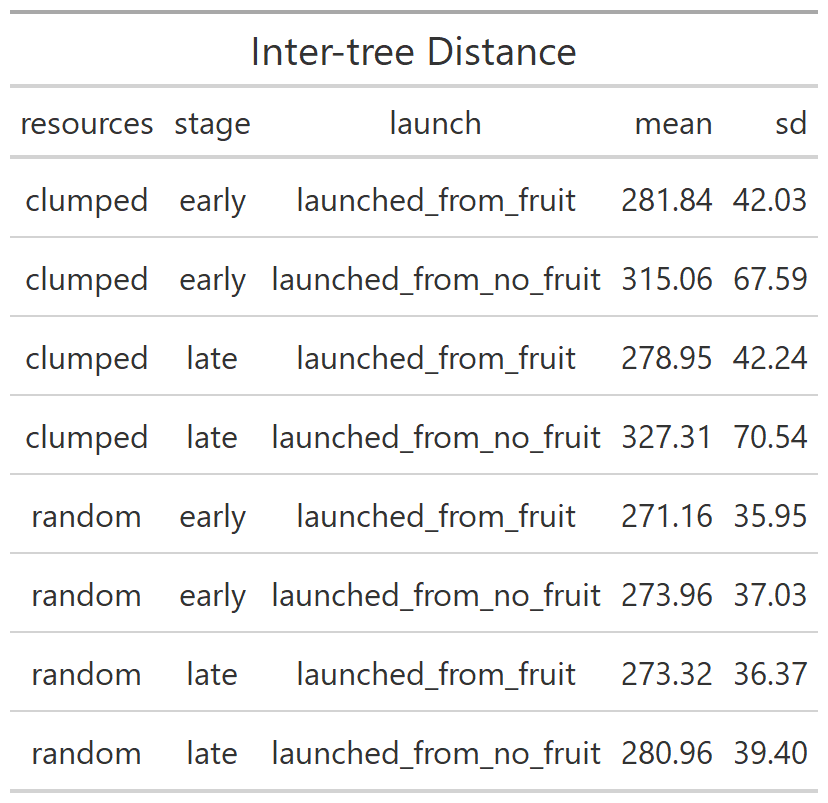 Inter-tree Distance
resources stage launch mean sd
clumped early launched_from_fruit 281.84 42.03
clumped early launched_from_no_fruit 315.06 67.59
clumped late launched_from_fruit 278.95 42.24
clumped late launched_from_no_fruit 327.31 70.54
random early launched_from_fruit 271.16 35.95
random early launched_from_no_fruit 273.96 37.03
random late launched_from_fruit 273.32 36.37
random late launched_from_no_fruit 280.96 39.40